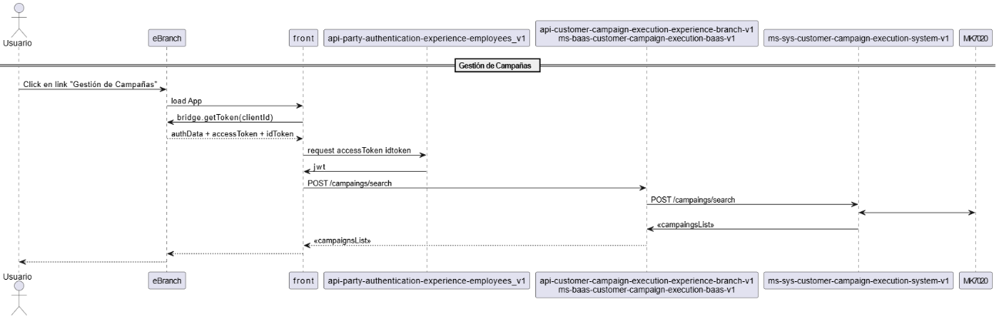 Usuario
eBranch
front
api-party-authentication-experience-employees_v1
api-customer-campaign-execution-experience-branch-v1
ms-baas-customer-campaign-execution-baas-v1
ms-sys-customer-campaign-execution-system-v1
MK7020
Gestión de Campañas
Click en link "Gestión de Campañas"
load App
bridge.getToken(clientId)
authData + accessToken + idToken
request accessToken idtoken
jwt
POST /campaings/search
POST /campaings/search
«campaingsList»
«campaignsList»
Usuario
eBranch
front
api-party-authentication-experience-employees_v1
api-customer-campaign-execution-experience-branch-v1
ms-baas-customer-campaign-execution-baas-v1
ms-sys-customer-campaign-execution-system-v1
MK7020